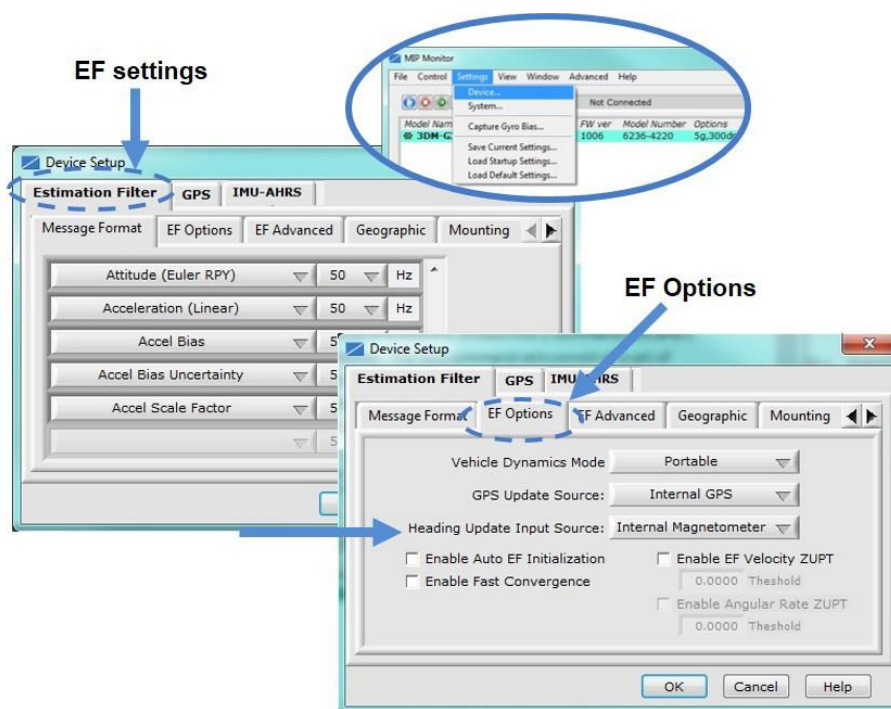 EF settings
MIP Monitor
File Control Settings View Window Advanced Help
Device...
System...
Not Connected
Capture Gyro Bias...
Save Current Settings...
Load Startup Settings...
Load Default Settings...
Model Nam
3DM-G
FW ver Model Number Options
1006 6236-4220
Device Setup
Estimation Filter GPS IMU-AHRS
Message Format EF Options EF Advanced Geographic Mounting
Attitude (Euler RPY) 50 Hz
Acceleration (Linear) 50 Hz
Accel Bias
Accel Bias Uncertainty
Accel Scale Factor
EF Options
Device Setup
Estimation Filter GPS
Message Format EF Options EF Advanced Geographic Mounting
Vehicle Dynamics Mode Portable
GPS Update Source: Internal GPS
Heading Update Input Source: Internal Magnetometer
Enable Auto EF Initialization
Enable Fast Convergence
Enable EF Velocity ZUPT
0.0000 Theshold
Enable Angular Rate ZUPT
0.0000 Theshold
OK Cancel Help